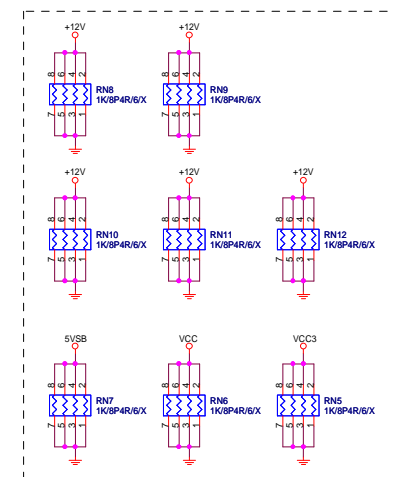 +12V
+12V
8 6 4 2
RN8
1K/8P4R/6/X
7 5 3 1
8 6 4 2
RN9
1K/8P4R/6/X
7 5 3 1
+12V
+12V
+12V
8 6 4 2
RN10
1K/8P4R/6/X
7 5 3 1
8 6 4 2
RN11
1K/8P4R/6/X
7 5 3 1
8 6 4 2
RN12
1K/8P4R/6/X
7 5 3 1
5VSB
VCC
VCC3
8 6 4 2
RN7
1K/8P4R/6/X
7 5 3 1
8 6 4 2
RN6
1K/8P4R/6/X
7 5 3 1
8 6 4 2
RN5
1K/8P4R/6/X
7 5 3 1